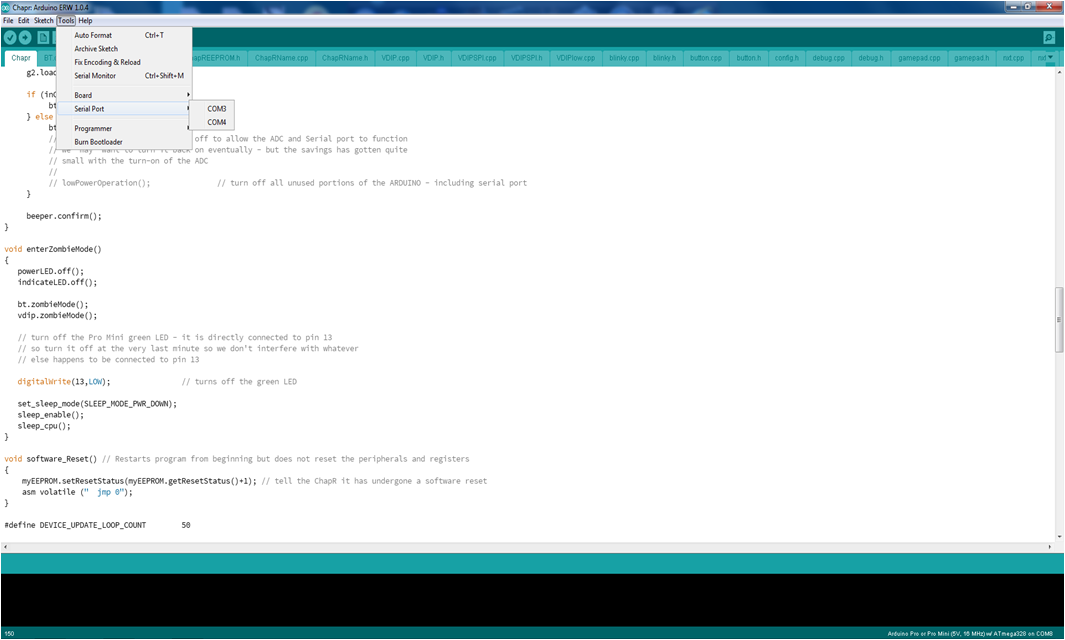 Chapr: Arduino ERW 1.0.4
File Edit Sketch Tools Help
Auto Format Ctrl+T
Archive Sketch
Fix Encoding & Reload
Serial Monitor Ctrl+Shift+M
Board
Serial Port
Programmer
Burn Bootloader
COM3
COM4
Chapr BT. hapREEPROM.h ChapRName.cpp ChapRName.h VDIP.cpp VDIP.h VDIPSPI.cpp VDIPSPI.h VDIPlow.cpp blinky.cpp blinky.h button.cpp button.h config.h debug.cpp debug.h gamepad.cpp gamepad.h nxt.cpp nxt
g2.load
if (inC
bt
} else
bt
// off to allow the ADC and Serial port to function
// we "may" want to turn it back on eventually - but the savings has gotten quite
// small with the turn-on of the ADC
//
// lowPowerOperation(); // turn off all unused portions of the ARDUINO - including serial port
}
beeper.confirm();
}
void enterZombieMode()
{
powerLED.off();
indicateLED.off();
bt.zombieMode();
vdip.zombieMode();
// turn off the Pro Mini green LED - it is directly connected to pin 13
// so turn it off at the very last minute so we don't interfere with whatever
// else happens to be connected to pin 13
digitalWrite(13,LOW); // turns off the green LED
set_sleep_mode(SLEEP_MODE_PWR_DOWN);
sleep_enable();
sleep_cpu();
}
void software_Reset() // Restarts program from beginning but does not reset the peripherals and registers
{
myEEPROM.setResetStatus(myEEPROM.getResetStatus()+1); // tell the ChapR it has undergone a software reset
asm volatile (" jmp 0");
}
#define DEVICE_UPDATE_LOOP_COUNT 50
150
Arduino Pro or Pro Mini (5V, 16 MHz) w/ ATmega328 on COM8